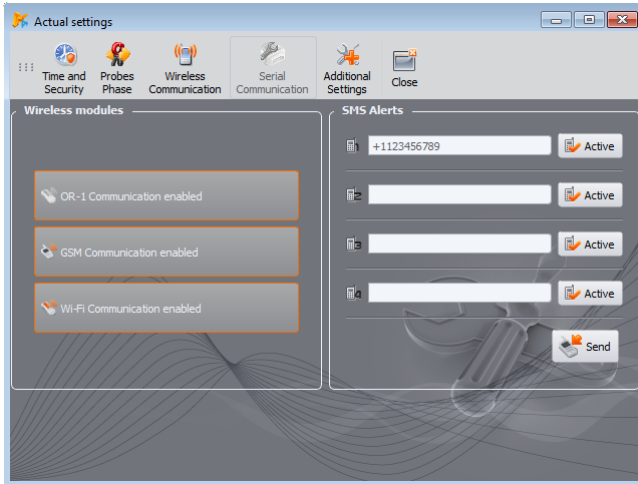 Actual settings
Time and Security
Probes Phase
Wireless Communication
Serial Communication
Additional Settings
Close
Wireless modules
SMS Alerts
1
+1123456789
Active
OR-1 Communication enabled
2
Active
GSM Communication enabled
3
Active
Wi-Fi Communication enabled
4
Active
Send